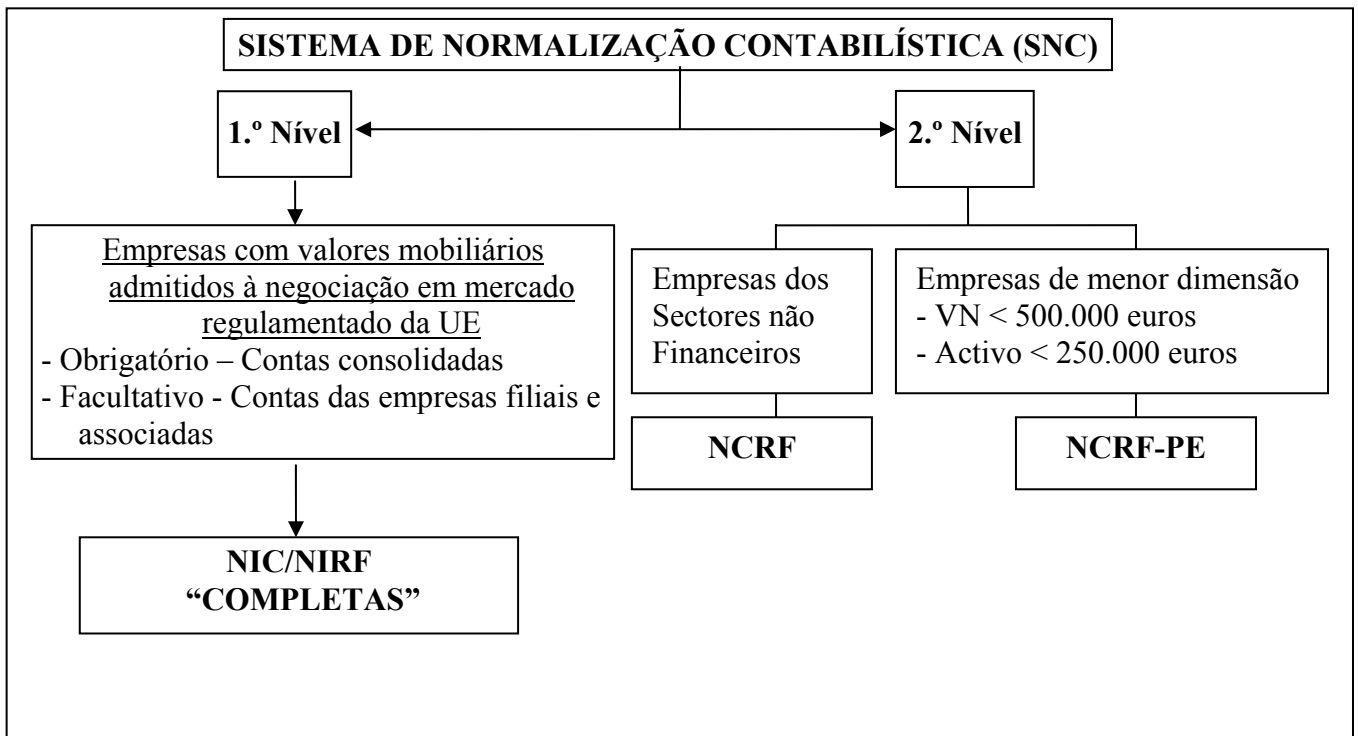 SISTEMA DE NORMALIZAÇÃO CONTABILÍSTICA (SNC)
1.º Nível
2.º Nível
Empresas com valores mobiliários
admitidos à negociação em mercado
regulamentado da UE
- Obrigatório – Contas consolidadas
- Facultativo - Contas das empresas filiais e
associadas
Empresas dos
Sectores não
Financeiros
Empresas de menor dimensão
- VN < 500.000 euros
- Activo < 250.000 euros
NCRF
NCRF-PE
NIC/NIRF
“COMPLETAS”